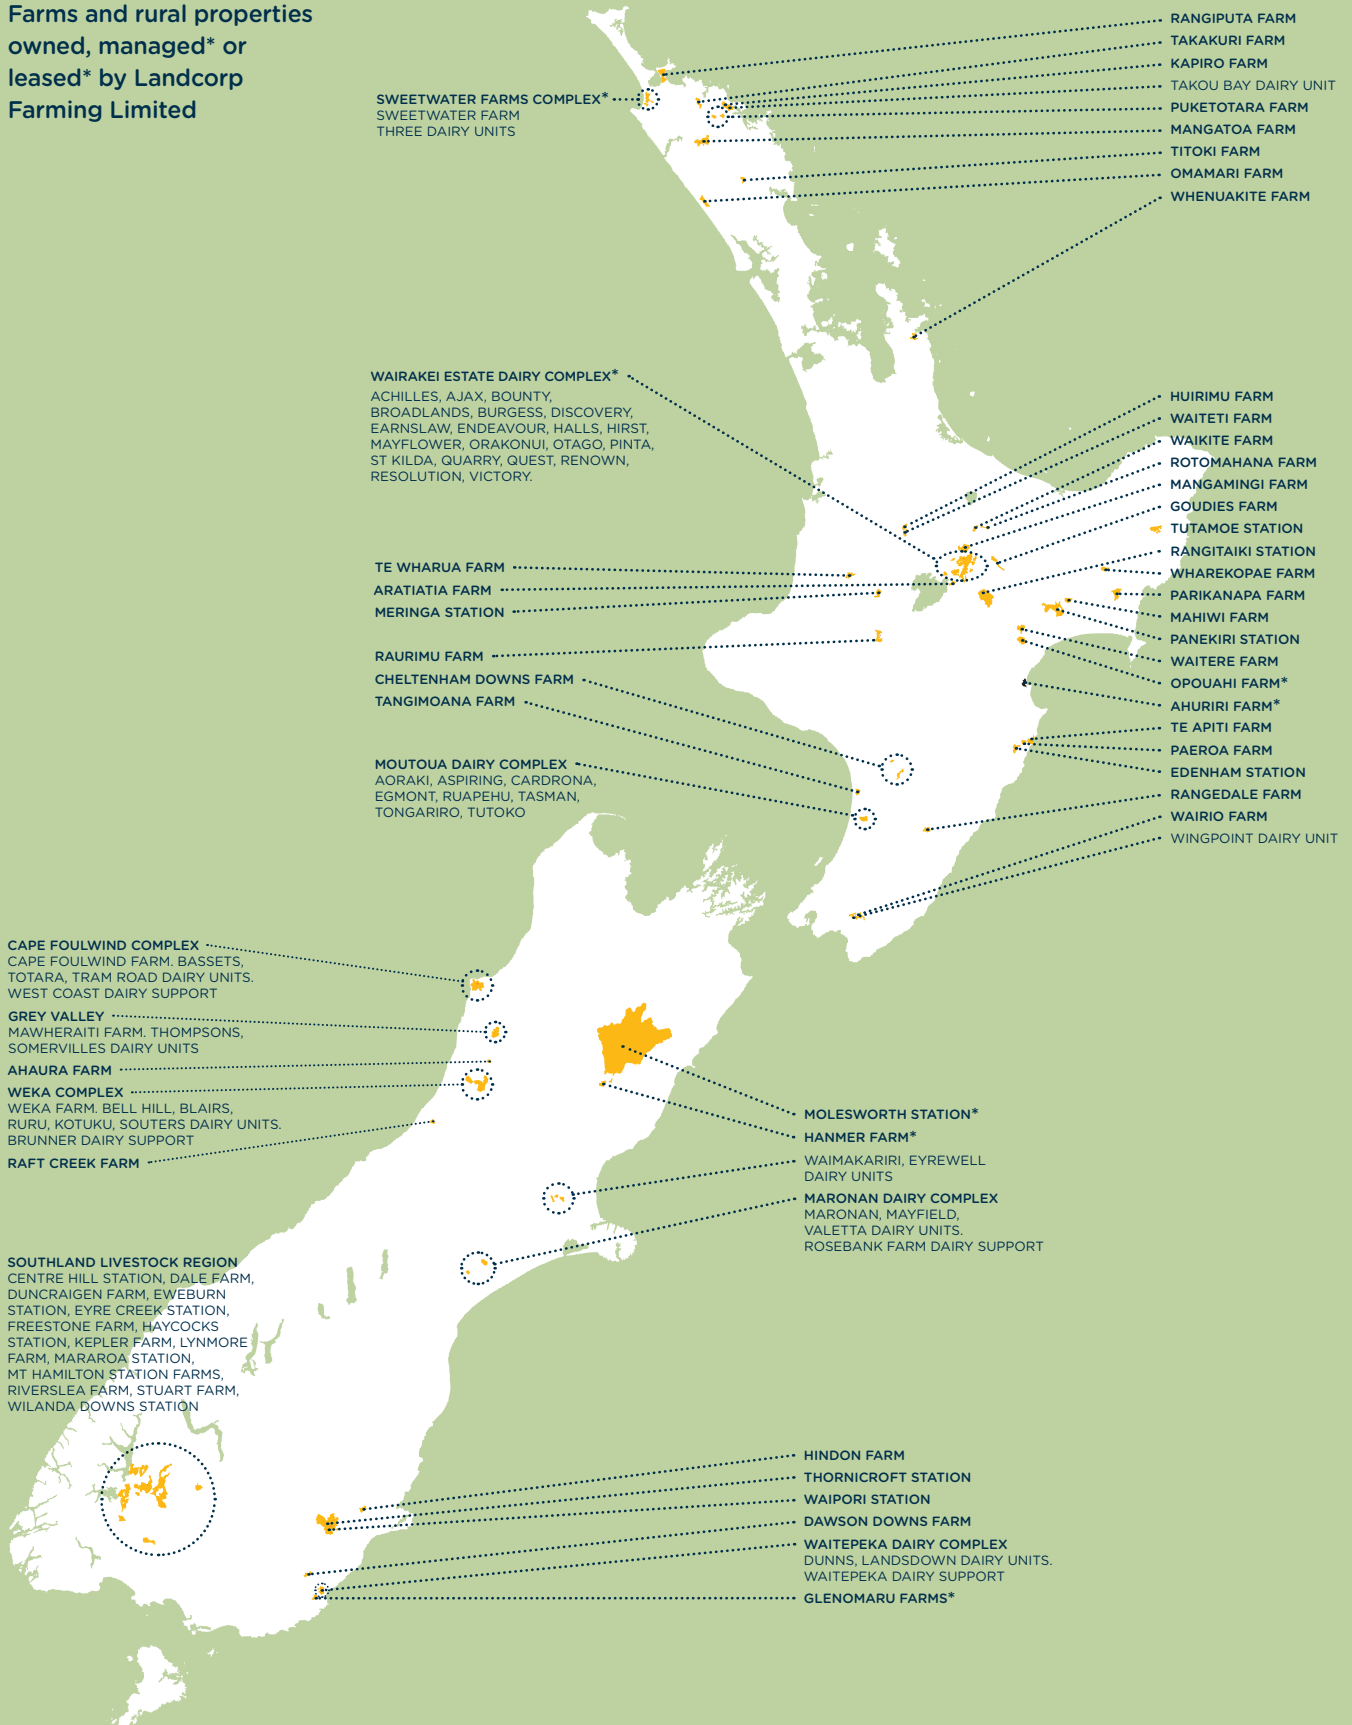 Farms and rural properties
owned, managed* or
leased* by Landcorp
Farming Limited
SWEETWATER FARMS COMPLEX*
SWEETWATER FARM
THREE DAIRY UNITS
RANGIPUTA FARM
TAKAKURI FARM
KAPIRO FARM
TAKOU BAY DAIRY UNIT
PUKETOTARA FARM
MANGATOA FARM
TITOKI FARM
OMAMARI FARM
WHENUAKITE FARM
WAIRAKEI ESTATE DAIRY COMPLEX*
ACHILLES, AJAX, BOUNTY,
BROADLANDS, BURGESS, DISCOVERY,
EARNSLAW, ENDEAVOUR, HALLS, HIRST,
MAYFLOWER, ORAKONUI, OTAGO, PINTA,
ST KILDA, QUARRY, QUEST, RENOWN,
RESOLUTION, VICTORY.
HUIRIMU FARM
WAITETI FARM
WAIKITE FARM
ROTOMAHANA FARM
MANGAMINGI FARM
GOUDIES FARM
TUTAMOE STATION
RANGITAIKI STATION
WHAREKOPAE FARM
PARIKANAPA FARM
MAHIWI FARM
PANEKIRI STATION
WAITERE FARM
OPOUAHI FARM*
AHURIRI FARM*
TE APITI FARM
PAEROA FARM
EDENHAM STATION
RANGEDALE FARM
WAIRIO FARM
WINGPOINT DAIRY UNIT
TE WHARUA FARM
ARATIATIA FARM
MERINGA STATION
RAURIMU FARM
CHELTENHAM DOWNS FARM
TANGIMOANA FARM
MOUTOUA DAIRY COMPLEX
AORAKI, ASPIRING, CARDRONA,
EGMONT, RUAPEHU, TASMAN,
TONGARIRO, TUTOKO
CAPE FOULWIND COMPLEX
CAPE FOULWIND FARM. BASSETS,
TOTARA, TRAM ROAD DAIRY UNITS.
WEST COAST DAIRY SUPPORT
GREY VALLEY
MAWHERAITI FARM. THOMPSONS,
SOMERVILLES DAIRY UNITS
AHAURA FARM
WEKA COMPLEX
WEKA FARM. BELL HILL, BLAIRS,
RURU, KOTUKU, SOUTERS DAIRY UNITS.
BRUNNER DAIRY SUPPORT
RAFT CREEK FARM
MOLESWORTH STATION*
HANMER FARM*
WAIMAKARIRI, EYREWELL
DAIRY UNITS
MARONAN DAIRY COMPLEX
MARONAN, MAYFIELD,
VALETTA DAIRY UNITS.
ROSEBANK FARM DAIRY SUPPORT
SOUTHLAND LIVESTOCK REGION
CENTRE HILL STATION, DALE FARM,
DUNCRAIGEN FARM, EWEBURN
STATION, EYRE CREEK STATION,
FREESTONE FARM, HAYCOCKS
STATION, KEPLER FARM, LYNMORE
FARM, MARAROA STATION,
MT HAMILTON STATION FARMS,
RIVERSLEA FARM, STUART FARM,
WILANDA DOWNS STATION
HINDON FARM
THORNICROFT STATION
WAIPORI STATION
DAWSON DOWNS FARM
WAITEPEKA DAIRY COMPLEX
DUNNS, LANDSDOWN DAIRY UNITS.
WAITEPEKA DAIRY SUPPORT
GLENOMARU FARMS*